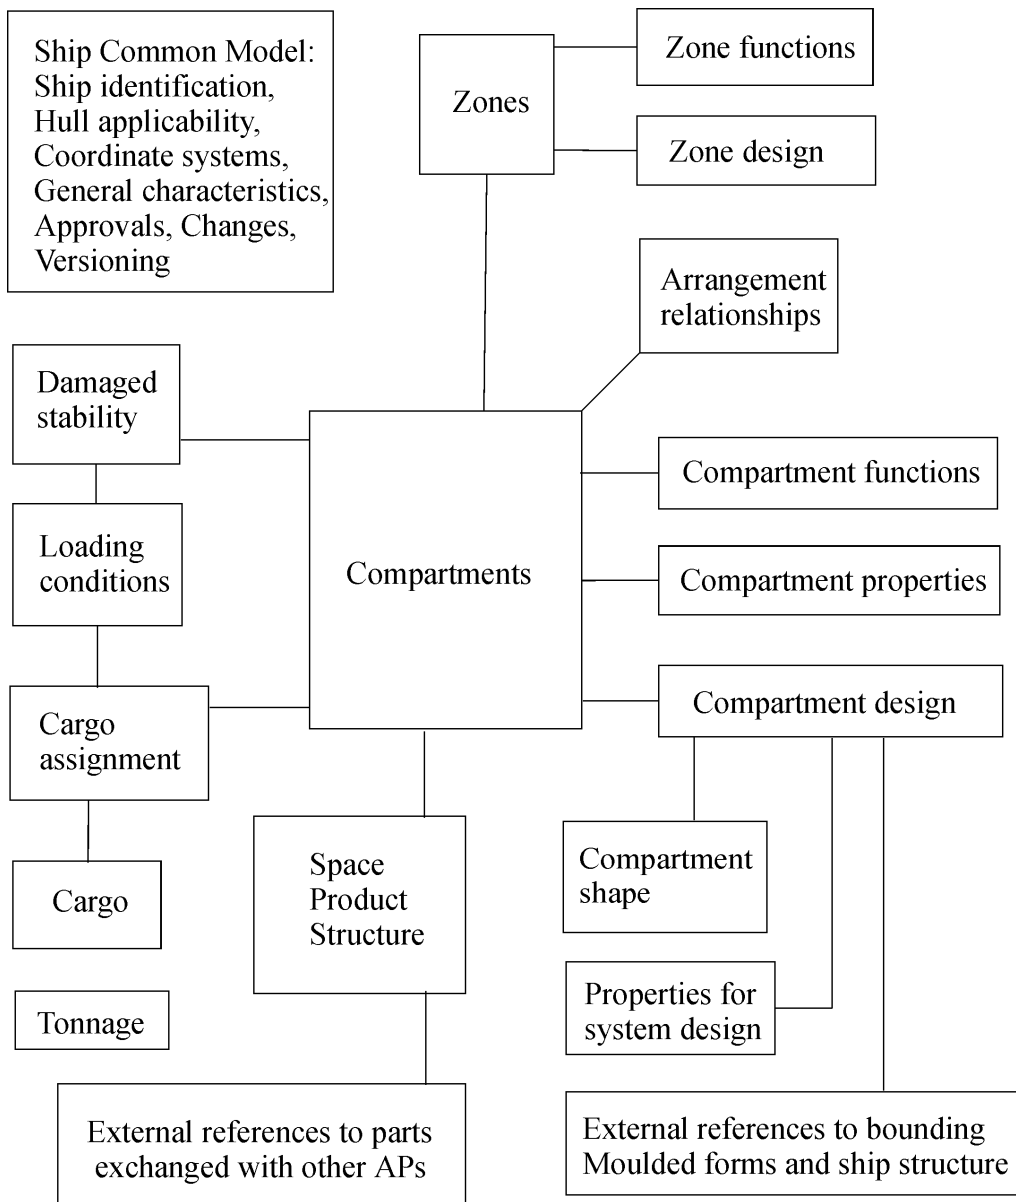 Ship Common Model:
Ship identification,
Hull applicability,
Coordinate systems,
General characteristics,
Approvals, Changes,
Versioning
Zones
Zone functions
Zone design
Arrangement
relationships
Damaged
stability
Loading
conditions
Cargo
assignment
Cargo
Tonnage
Compartments
Compartment functions
Compartment properties
Compartment design
Space
Product
Structure
Compartment
shape
Properties for
system design
External references to parts
exchanged with other APs
External references to bounding
Moulded forms and ship structure